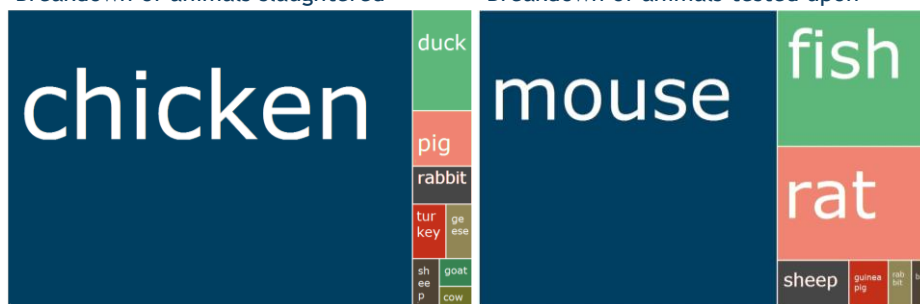 Breakdown of animals slaughtered
Breakdown of animals tested upon
chicken
duck
pig
rabbit
tur
key
ge
ese
sh
ee
p
goat
cow
mouse
fish
rat
sheep
guinea
pig
rab
bit